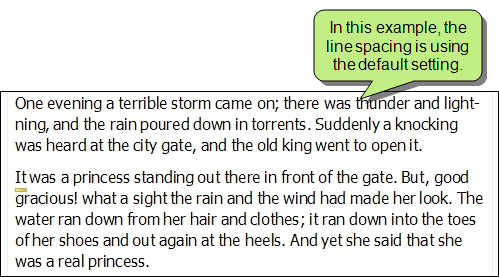 In this example, the
line spacing is using
the default setting.
One evening a terrible storm came on; there was thunder and light-
ning, and the rain poured down in torrents. Suddenly a knocking
was heard at the city gate, and the old king went to open it.
It was a princess standing out there in front of the gate. But, good
gracious! what a sight the rain and the wind had made her look. The
water ran down from her hair and clothes; it ran down into the toes
of her shoes and out again at the heels. And yet she said that she
was a real princess.